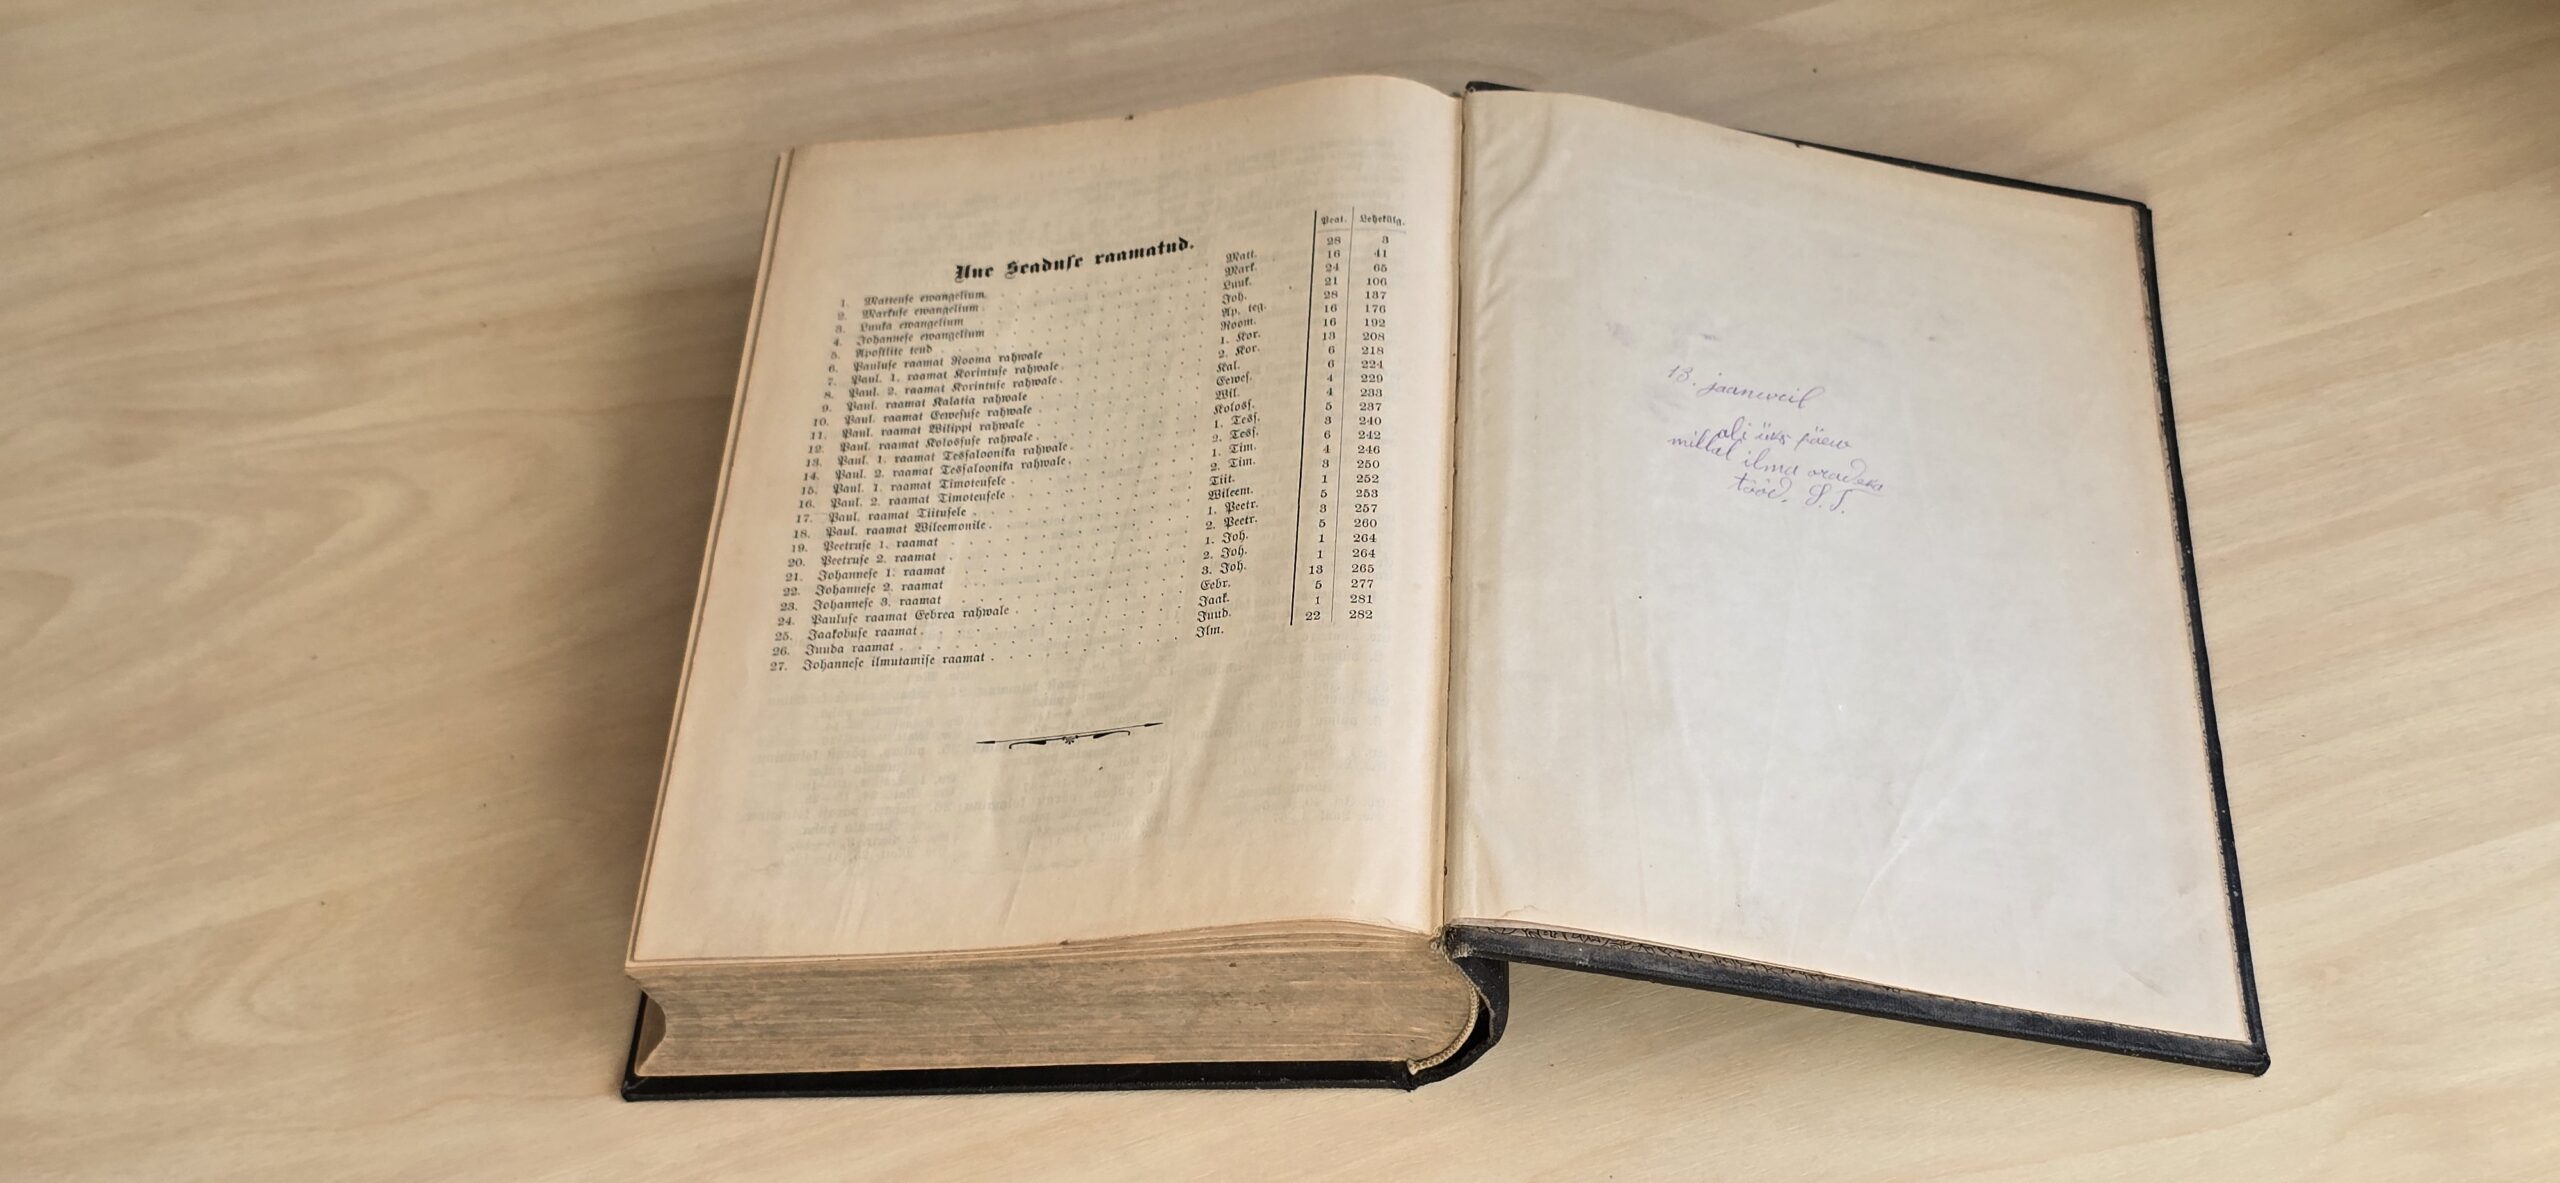 Uue Seaduse raamatud.
Peat. Lehekülg.
1. Matteuse ewangelium Matt. 28 3
2. Markuse ewangelium Mark. 16 41
3. Luuka ewangelium Luuk. 24 65
4. Johannese ewangelium Joh. 21 106
5. Apostlite teud Ap. teg. 28 137
6. Pauluse raamat Rooma rahwale Room. 16 176
7. Paul. 1. raamat Korintuse rahwale 1. Kor. 16 192
8. Paul. 2. raamat Korintuse rahwale 2. Kor. 13 208
9. Paul. raamat Kalatia rahwale Kal. 6 218
10. Paul. raamat Eewesuse rahwale Eewes. 6 224
11. Paul. raamat Wilippi rahwale Wil. 4 229
12. Paul. raamat Kolossuse rahwale Koloss. 4 233
13. Paul. 1. raamat Tessaloonika rahwale 1. Tess. 5 237
14. Paul. 2. raamat Tessaloonika rahwale 2. Tess. 3 240
15. Paul. 1. raamat Timoteusele 1. Tim. 6 242
16. Paul. 2. raamat Timoteusele 2. Tim. 4 246
17. Paul. raamat Tiitusele Tiit. 3 250
18. Paul. raamat Wileemonile Wileem. 1 252
19. Peetruse 1. raamat 1. Peetr. 5 253
20. Peetruse 2. raamat 2. Peetr. 3 257
21. Johannese 1. raamat 1. Joh. 5 260
22. Johannese 2. raamat 2. Joh. 1 264
23. Johannese 3. raamat 3. Joh. 1 264
24. Pauluse raamat Eebrea rahwale Eebr. 13 265
25. Jaakobuse raamat Jaak. 5 277
26. Juuda raamat Juud. 1 281
27. Johannese ilmutamise raamat Ilm. 22 282
13. jaanweil
oli üks päew
millal ilma
tööd. S. T.